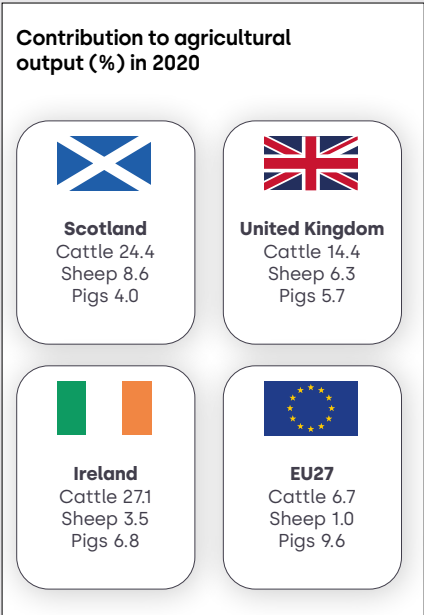 Contribution to agricultural
output (%) in 2020
Scotland
Cattle 24.4
Sheep 8.6
Pigs 4.0
United Kingdom
Cattle 14.4
Sheep 6.3
Pigs 5.7
Ireland
Cattle 27.1
Sheep 3.5
Pigs 6.8
EU27
Cattle 6.7
Sheep 1.0
Pigs 9.6